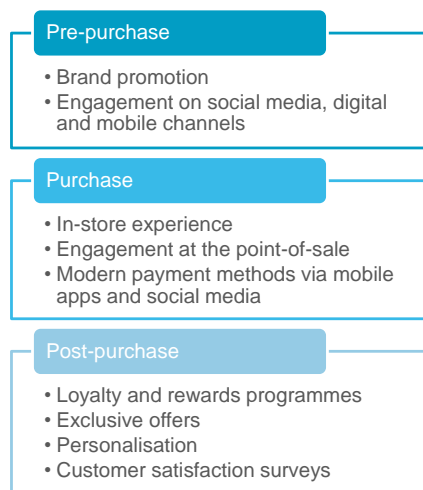 Pre-purchase
• Brand promotion
• Engagement on social media, digital
and mobile channels
Purchase
• In-store experience
• Engagement at the point-of-sale
• Modern payment methods via mobile
apps and social media
Post-purchase
• Loyalty and rewards programmes
• Exclusive offers
• Personalisation
• Customer satisfaction surveys